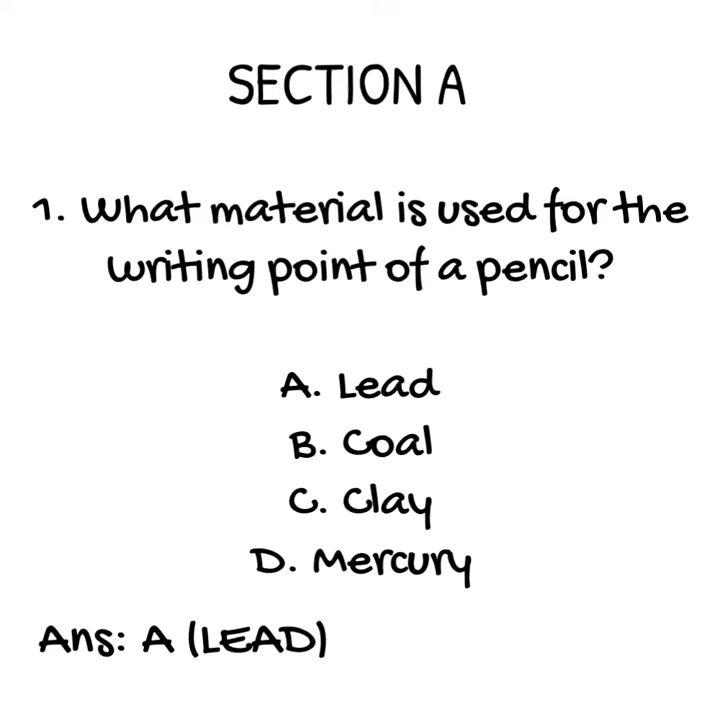 SECTION A
1. What material is used for the
writing point of a pencil?
A. Lead
B. Coal
C. Clay
D. Mercury
Ans: A (LEAD)